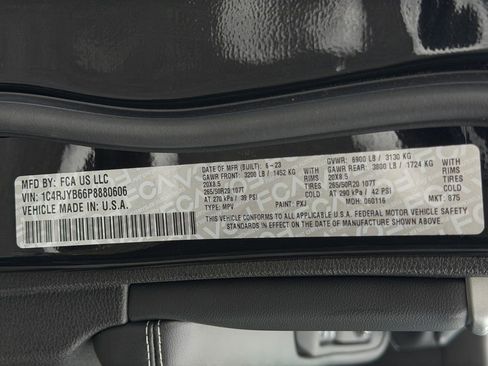 MFD BY: FCA US LLC
VIN: 1C4RJYB66P8880606
VEHICLE MADE IN U.S.A.
DATE OF MFR (BUILT): 6-23
GAWR FRONT: 3200 LB / 1452 KG
WITH
TIRES
RIMS
20X8.5
265/50R20 107T
AT 270 kPa / 39 PSI
TYPE: MPV
PAINT: PXJ
GVWR: 6900 LB / 3130 KG
GAWR REAR: 3800 LB / 1724 KG
WITH
TIRES
RIMS
20X8.5
265/50R20 107T
AT 290 kPa / 42 PSI
THIS VEHICLE CONFORMS TO ALL APPLICABLE U.S.A. FEDERAL MOTOR VEHICLE SAFETY
STANDARDS IN EFFECT ON THE DATE OF MANUFACTURE SHOWN ABOVE.
MDH: 060116
MKT: 875